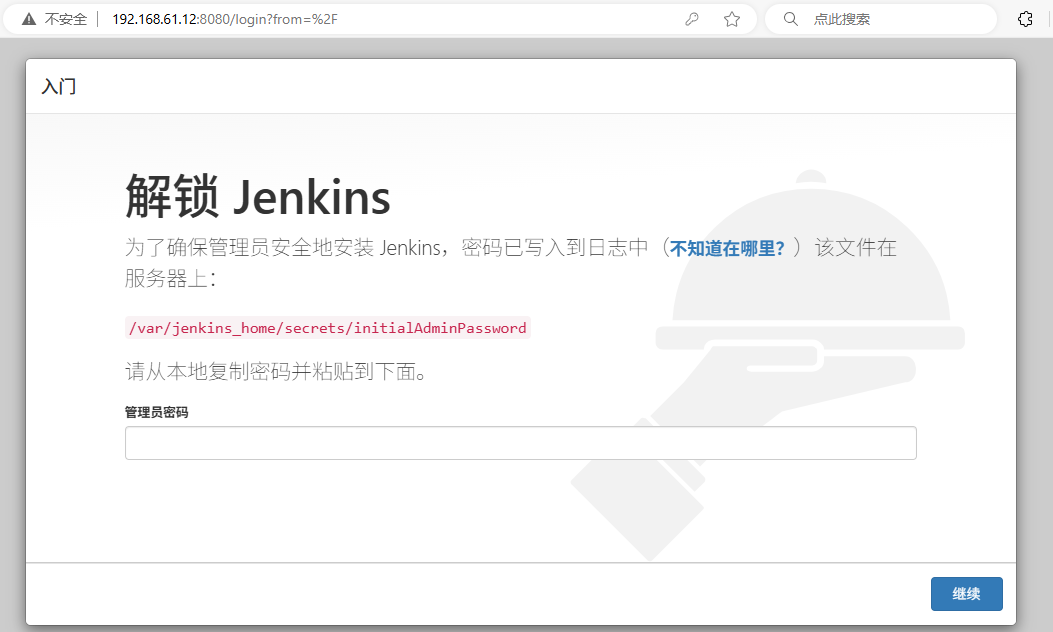 不安全 192.168.61.12:8080/login?from=%2F 点此搜索
入门
解锁 Jenkins
为了确保管理员安全地安装 Jenkins，密码已写入到日志中（不知道在哪里？）该文件在
服务器上：
/var/jenkins_home/secrets/initialAdminPassword
请从本地复制密码并粘贴到下面。
管理员密码
继续